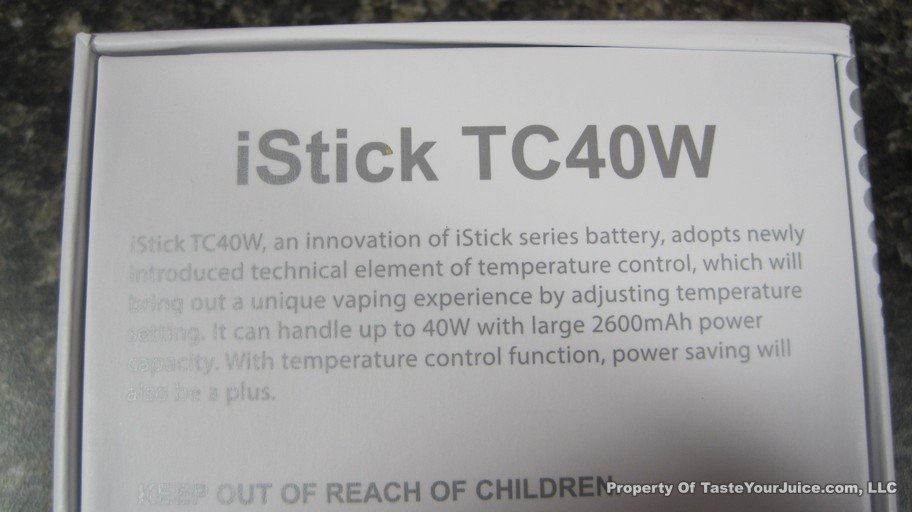 iStick TC40W
iStick TC40W, an innovation of iStick series battery, adopts newly
introduced technical element of temperature control, which will
bring out a unique vaping experience by adjusting temperature
setting. It can handle up to 40W with large 2600mAh power
capacity. With temperature control function, power saving will
also be a plus.
KEEP OUT OF REACH OF CHILDREN.
Property Of TasteYourJuice.com, LLC